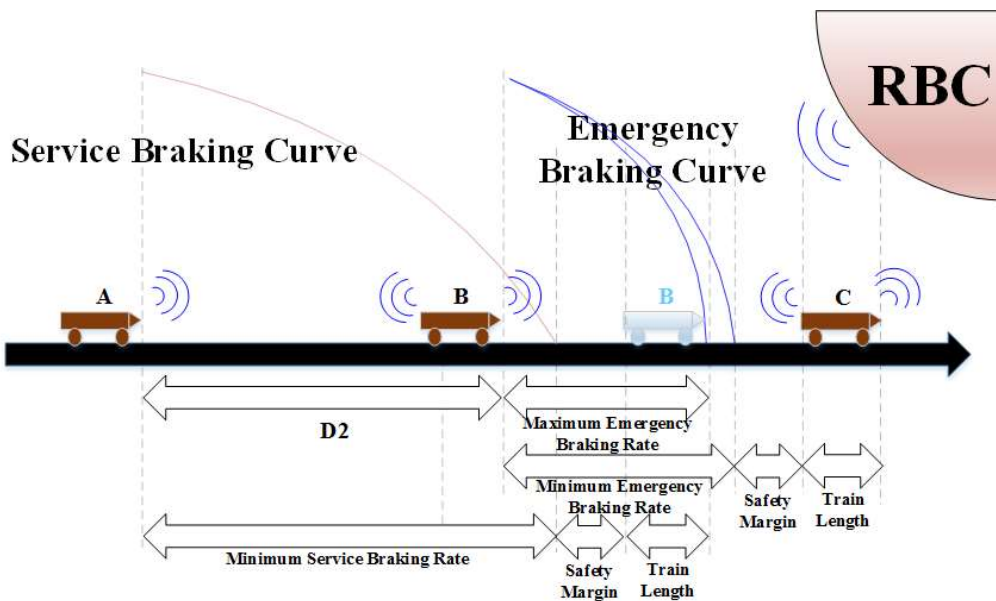 RBC
Service Braking Curve
Emergency
Braking Curve
A
B
B
C
D2
Maximum Emergency
Braking Rate
Minimum Emergency
Braking Rate
Safety
Margin
Train
Length
Minimum Service Braking Rate
Safety
Margin
Train
Length